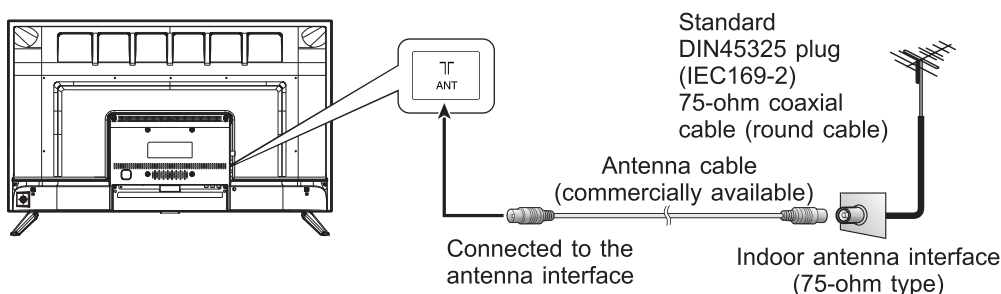 ANT
Standard
DIN45325 plug
(IEC169-2)
75-ohm coaxial
cable (round cable)
Antenna cable
(commercially available)
Connected to the
antenna interface
Indoor antenna interface
(75-ohm type)